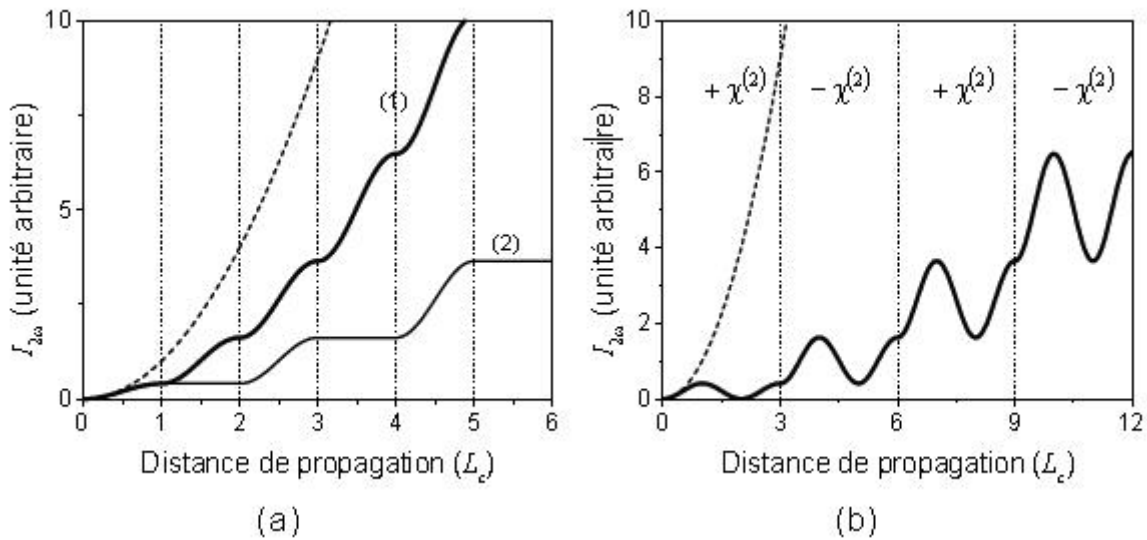 10
5
0
I₂ω (unité arbitraire)
(1)
(2)
0 1 2 3 4 5 6
Distance de propagation (L_c)
(a)
10
8
6
4
2
0
I₂ω (unité arbitraire)
+ χ⁽²⁾ − χ⁽²⁾ + χ⁽²⁾ − χ⁽²⁾
0 3 6 9 12
Distance de propagation (L_c)
(b)